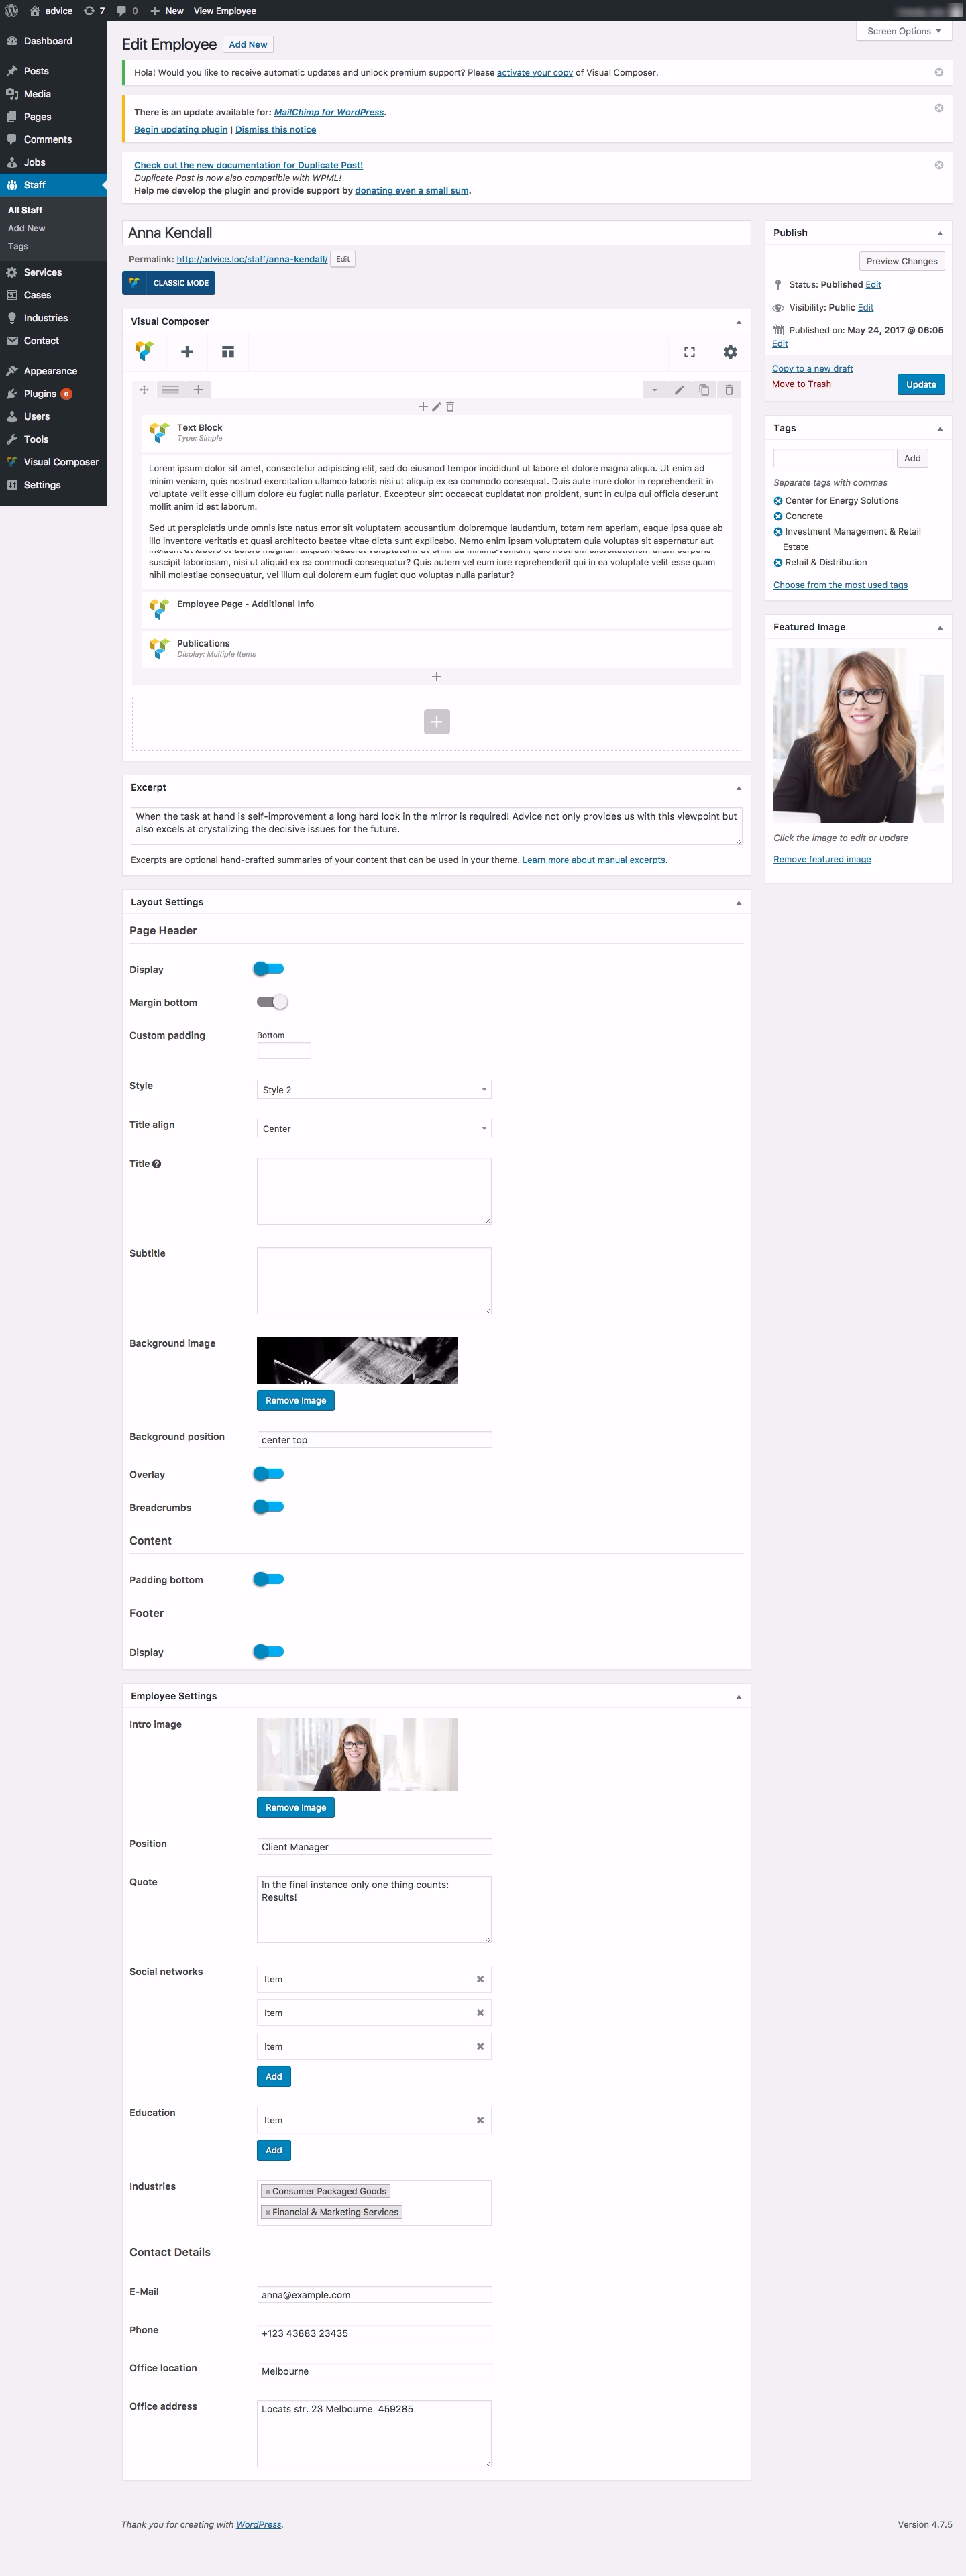 advice 7 0 New View Employee
Screen Options
Dashboard
Posts
Media
Pages
Comments
Jobs
Staff
All Staff
Add New
Tags
Services
Cases
Industries
Contact
Appearance
Plugins 6
Users
Tools
Visual Composer
Settings
Edit Employee Add New
Hola! Would you like to receive automatic updates and unlock premium support? Please activate your copy of Visual Composer.
There is an update available for: MailChimp for WordPress.
Begin updating plugin | Dismiss this notice
Check out the new documentation for Duplicate Post!
Duplicate Post is now also compatible with WPML!
Help me develop the plugin and provide support by donating even a small sum.
Anna Kendall
Permalink: http://advice.loc/staff/anna-kendall/ Edit
CLASSIC MODE
Visual Composer
Text Block
Type: Simple
Lorem ipsum dolor sit amet, consectetur adipiscing elit, sed do eiusmod tempor incididunt ut labore et dolore magna aliqua. Ut enim ad
minim veniam, quis nostrud exercitation ullamco laboris nisi ut aliquip ex ea commodo consequat. Duis aute irure dolor in reprehenderit in
voluptate velit esse cillum dolore eu fugiat nulla pariatur. Excepteur sint occaecat cupidatat non proident, sunt in culpa qui officia deserunt
mollit anim id est laborum.
Sed ut perspiciatis unde omnis iste natus error sit voluptatem accusantium doloremque laudantium, totam rem aperiam, eaque ipsa quae ab
illo inventore veritatis et quasi architecto beatae vitae dicta sunt explicabo. Nemo enim ipsam voluptatem quia voluptas sit aspernatur aut
suscipit laboriosam, nisi ut aliquid ex ea commodi consequatur? Quis autem vel eum iure reprehenderit qui in ea voluptate velit esse quam
nihil molestiae consequatur, vel illum qui dolorem eum fugiat quo voluptas nulla pariatur?
Employee Page - Additional Info
Publications
Display: Multiple Items
Excerpt
When the task at hand is self-improvement a long hard look in the mirror is required! Advice not only provides us with this viewpoint but
also excels at crystalizing the decisive issues for the future.
Excerpts are optional hand-crafted summaries of your content that can be used in your theme. Learn more about manual excerpts.
Layout Settings
Page Header
Display
Margin bottom
Custom padding
Bottom
Style
Style 2
Title align
Center
Title
Subtitle
Background image
Remove Image
Background position
center top
Overlay
Breadcrumbs
Content
Padding bottom
Footer
Display
Employee Settings
Intro image
Remove Image
Position
Client Manager
Quote
In the final instance only one thing counts:
Results!
Social networks
Item
Item
Item
Add
Education
Item
Add
Industries
× Consumer Packaged Goods
× Financial & Marketing Services
Contact Details
E-Mail
anna@example.com
Phone
+123 43883 23435
Office location
Melbourne
Office address
Locats str. 23 Melbourne 459285
Publish
Preview Changes
Status: Published Edit
Visibility: Public Edit
Published on: May 24, 2017 @ 06:05
Edit
Copy to a new draft
Move to Trash
Update
Tags
Add
Separate tags with commas
Center for Energy Solutions
Concrete
Investment Management & Retail
Estate
Retail & Distribution
Choose from the most used tags
Featured Image
Click the image to edit or update
Remove featured image
Thank you for creating with WordPress.
Version 4.7.5